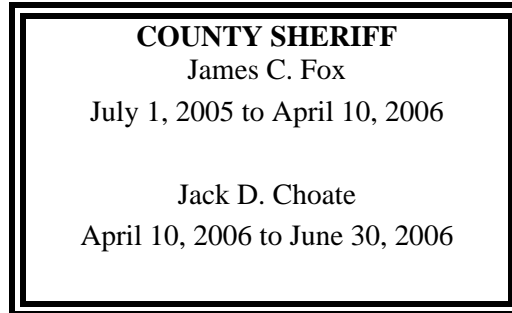 COUNTY SHERIFF
James C. Fox
July 1, 2005 to April 10, 2006
Jack D. Choate
April 10, 2006 to June 30, 2006